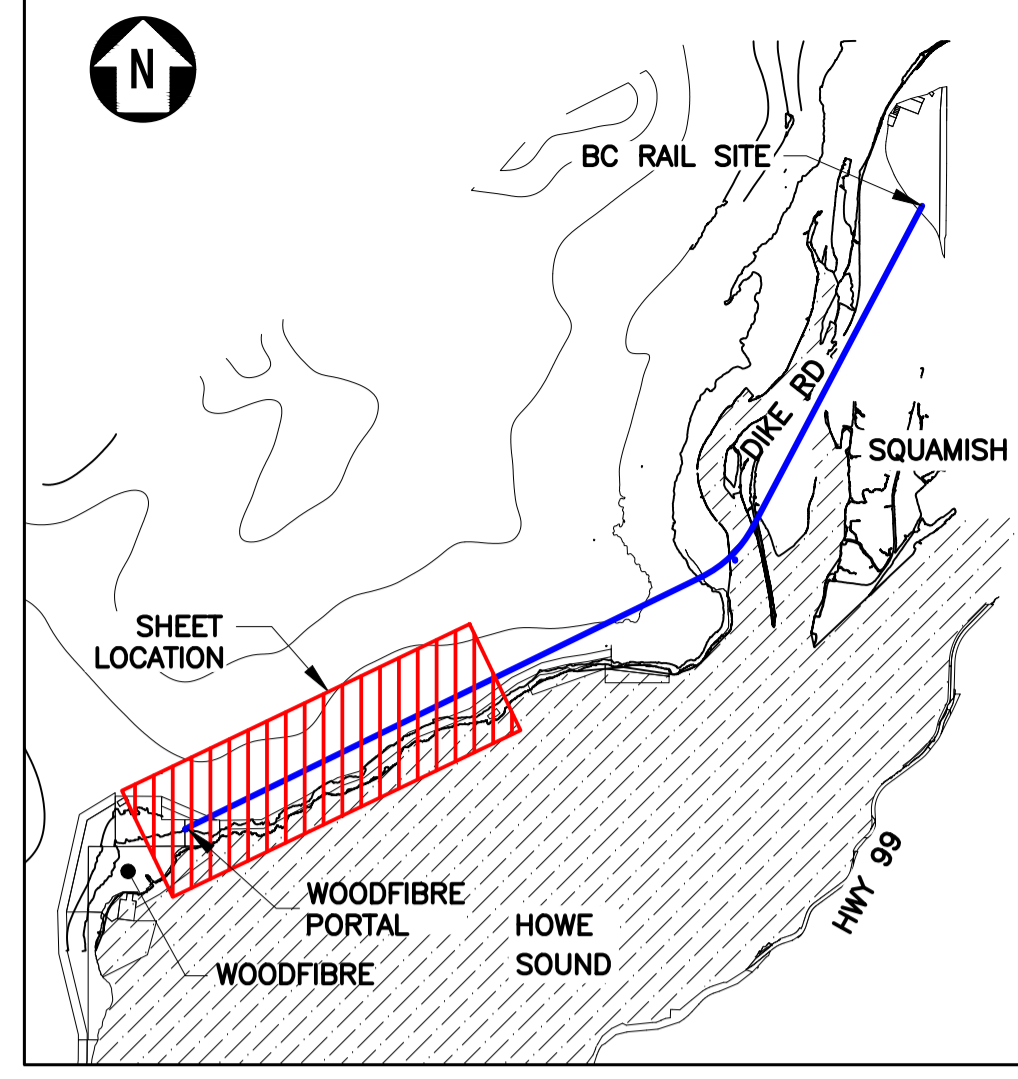 N
BC RAIL SITE
DIKE RD
SQUAMISH
SHEET
LOCATION
WOODFIBRE
PORTAL
HOWE
SOUND
HWY 99
WOODFIBRE